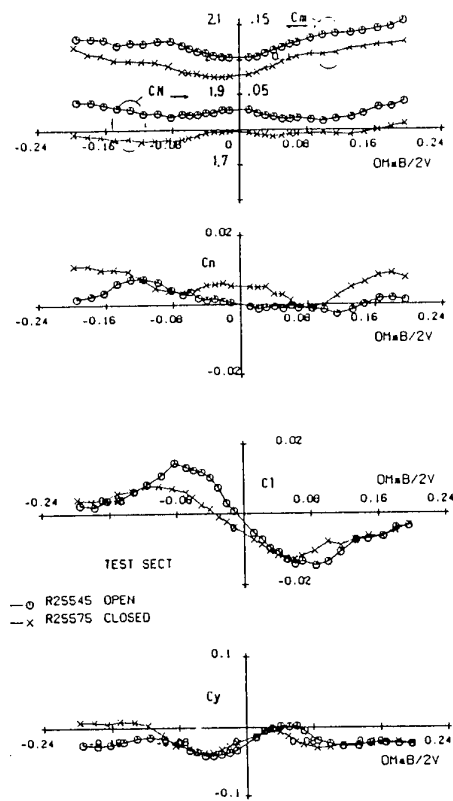 2.1 .15 Cm
CN 1.9 .05
-0.24 -0.16 -0.08 0 0.08 0.16 0.24
1.7 OM*B/2V
0.02
Cn
-0.24 -0.16 -0.08 0 0.08 0.16 0.24
OM*B/2V
-0.02
0.02
Cl OM*B/2V
-0.24 -0.08 0.08 0.16 0.24
TEST SECT -0.02
R25545 OPEN
R25575 CLOSED
0.1
Cy
-0.24 0.24
OM*B/2V
-0.1